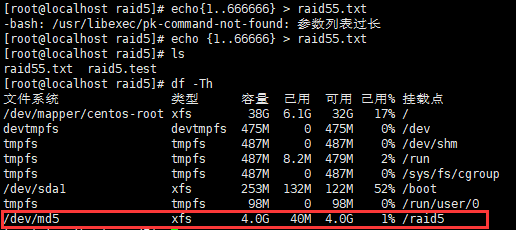 [root@localhost raid5]# echo{1..666666} > raid55.txt
-bash: /usr/libexec/pk-command-not-found: 参数列表过长
[root@localhost raid5]# echo {1..66666} > raid55.txt
[root@localhost raid5]# ls
raid55.txt  raid5.test
[root@localhost raid5]# df -Th
文件系统 类型 容量 已用 可用 已用% 挂载点
/dev/mapper/centos-root xfs 38G 6.1G 32G 17% /
devtmpfs devtmpfs 475M 0 475M 0% /dev
tmpfs tmpfs 487M 0 487M 0% /dev/shm
tmpfs tmpfs 487M 8.2M 479M 2% /run
tmpfs tmpfs 487M 0 487M 0% /sys/fs/cgroup
/dev/sda1 xfs 253M 132M 122M 52% /boot
tmpfs tmpfs 98M 0 98M 0% /run/user/0
/dev/md5 xfs 4.0G 40M 4.0G 1% /raid5